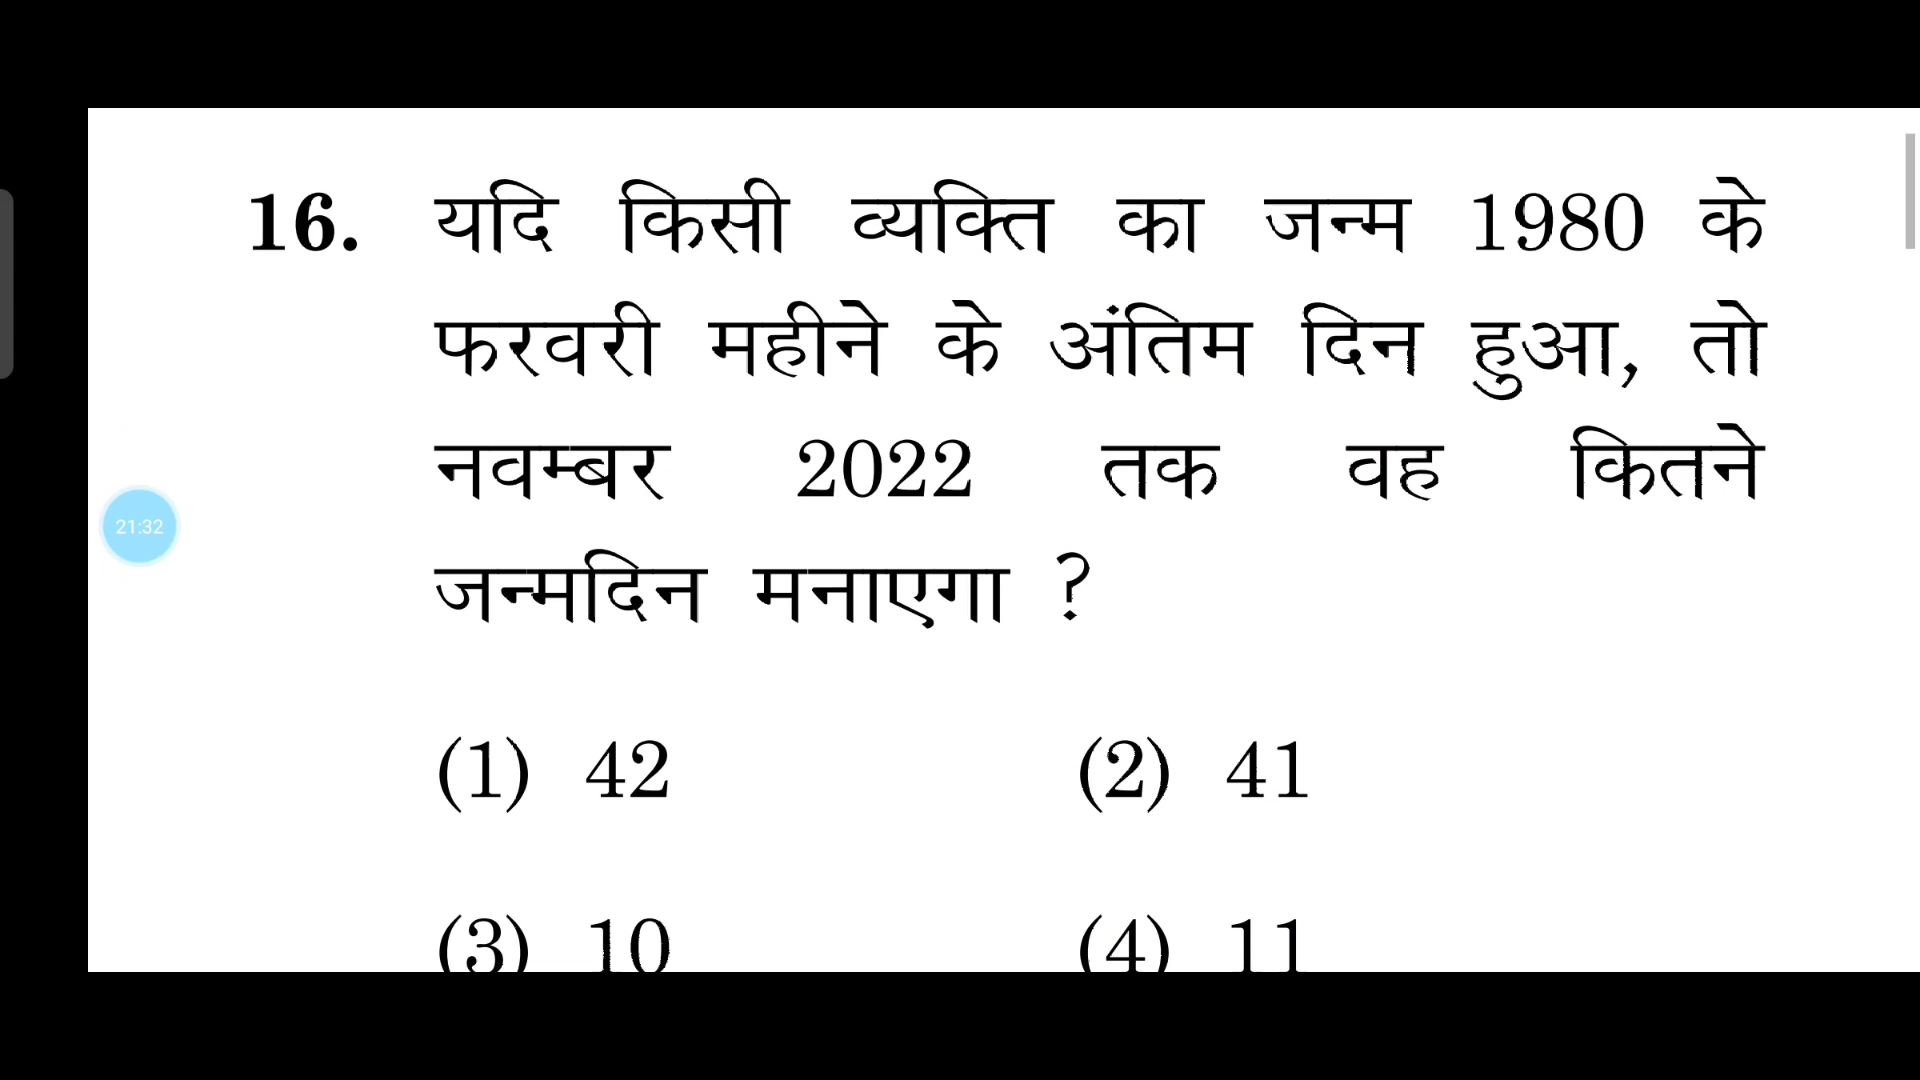 16. यदि किसी व्यक्ति का जन्म 1980 के
फरवरी महीने के अंतिम दिन हुआ, तो
नवम्बर 2022 तक वह कितने
21:32
जन्मदिन मनाएगा ?
(1) 42 (2) 41
(3) 10 (4) 11